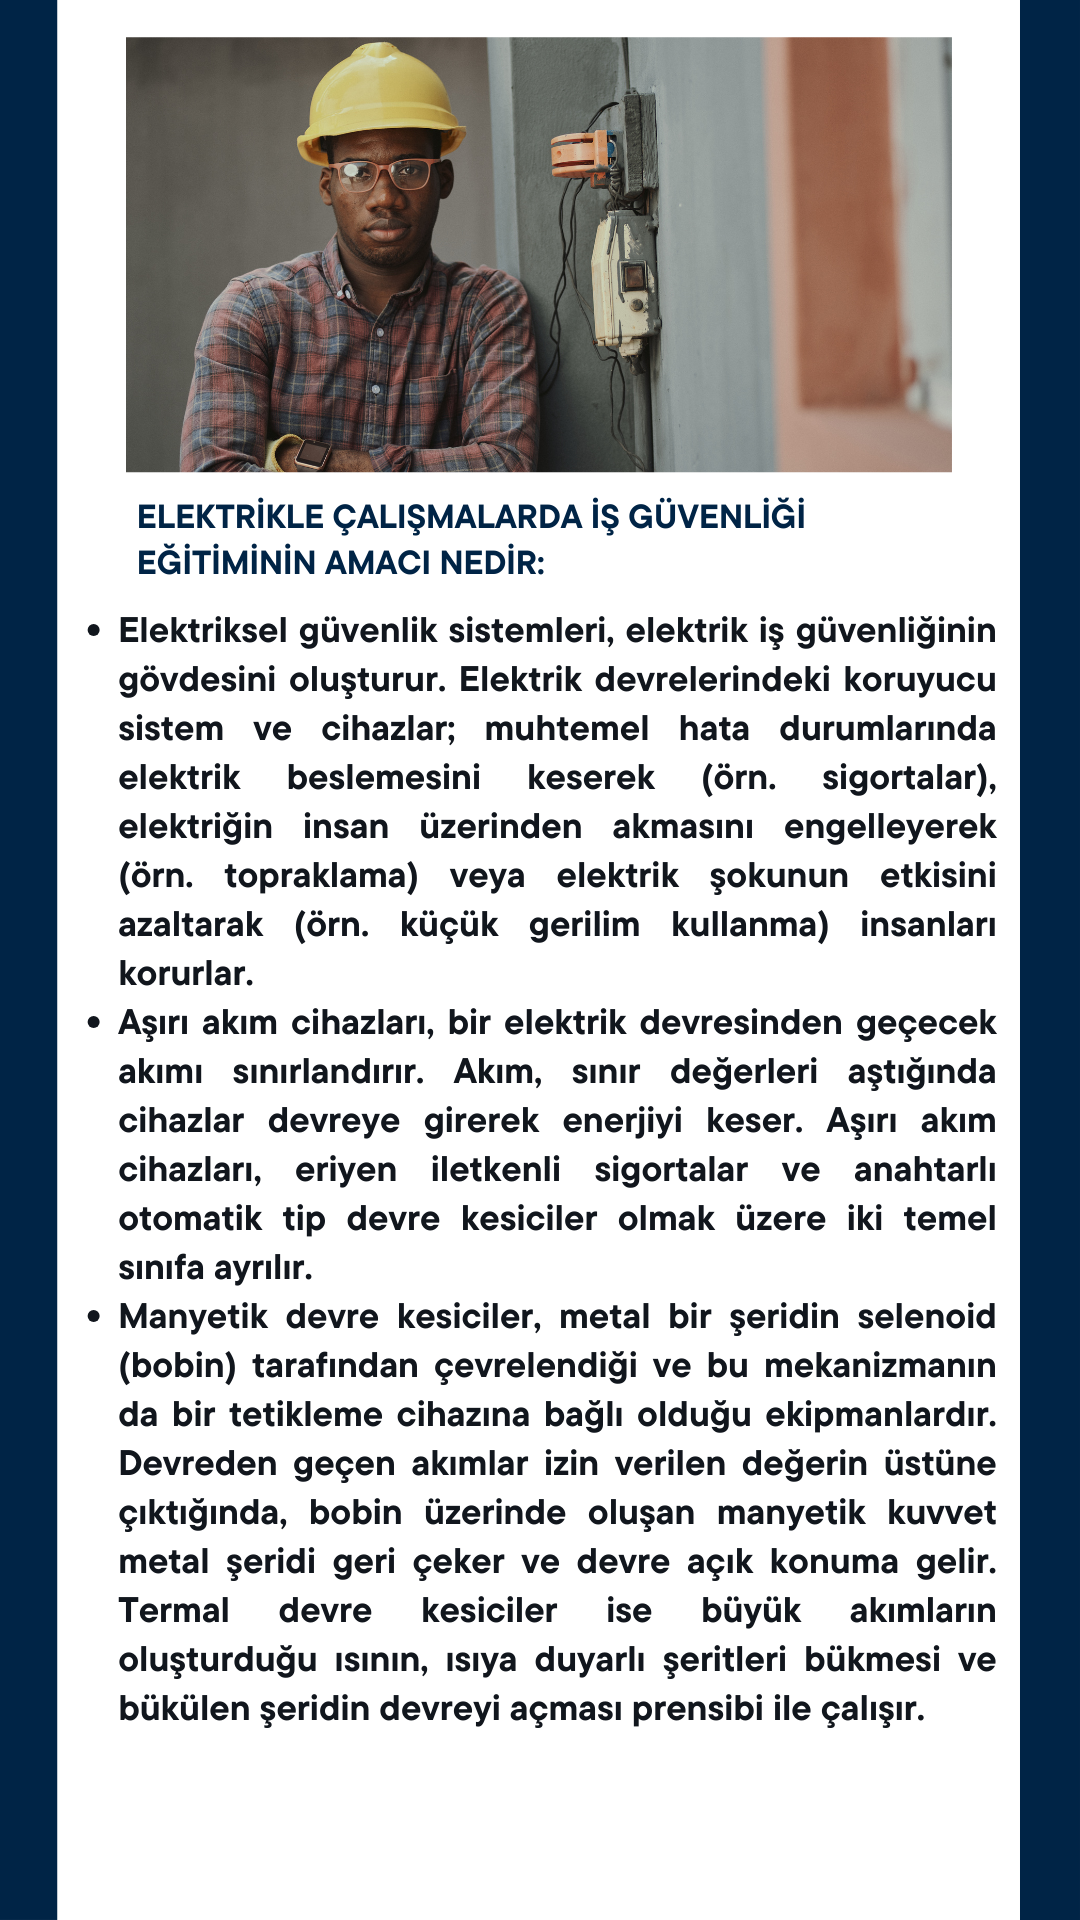 ELEKTRİKLE ÇALIŞMALARDA İŞ GÜVENLİĞİ
EĞİTİMİNİN AMACI NEDİR:
• Elektriksel güvenlik sistemleri, elektrik iş güvenliğinin
gövdesini oluşturur. Elektrik devrelerindeki koruyucu
sistem ve cihazlar; muhtemel hata durumlarında
elektrik beslemesini keserek (örn. sigortalar),
elektriğin insan üzerinden akmasını engelleyerek
(örn. topraklama) veya elektrik şokunun etkisini
azaltarak (örn. küçük gerilim kullanma) insanları
korurlar.
• Aşırı akım cihazları, bir elektrik devresinden geçecek
akımı sınırlandırır. Akım, sınır değerleri aştığında
cihazlar devreye girerek enerjiyi keser. Aşırı akım
cihazları, eriyen iletkenli sigortalar ve anahtarlı
otomatik tip devre kesiciler olmak üzere iki temel
sınıfa ayrılır.
• Manyetik devre kesiciler, metal bir şeridin selenoid
(bobin) tarafından çevrelendiği ve bu mekanizmanın
da bir tetikleme cihazına bağlı olduğu ekipmanlardır.
Devreden geçen akımlar izin verilen değerin üstüne
çıktığında, bobin üzerinde oluşan manyetik kuvvet
metal şeridi geri çeker ve devre açık konuma gelir.
Termal devre kesiciler ise büyük akımların
oluşturduğu ısının, ısıya duyarlı şeritleri bükmesi ve
bükülen şeridin devreyi açması prensibi ile çalışır.